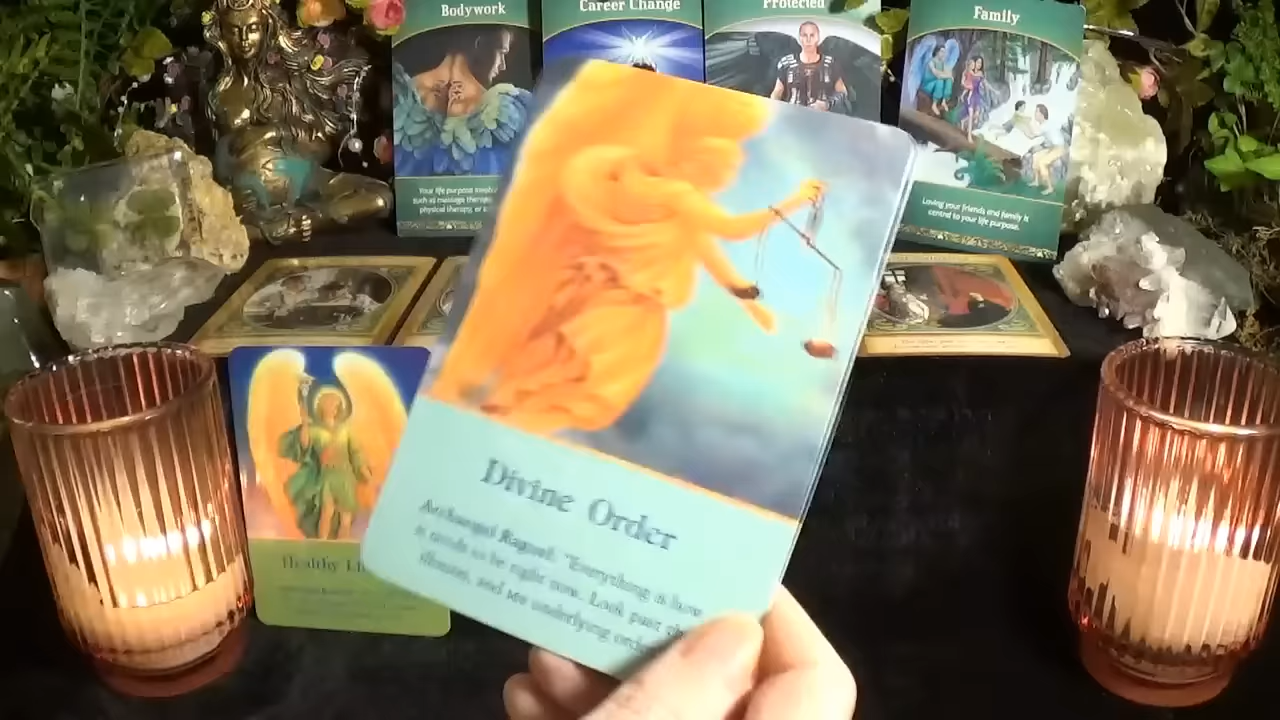 Bodywork
Career Change
Protected
Family
Your life purpose involv
such as massage therapy
physical therapy, or
Loving your friends and family is
central to your life purpose.
Divine Order
Archangel Raguel: "Everything is how
it needs to be right now. Look past the
illusion, and see underlying order
Healthy Li